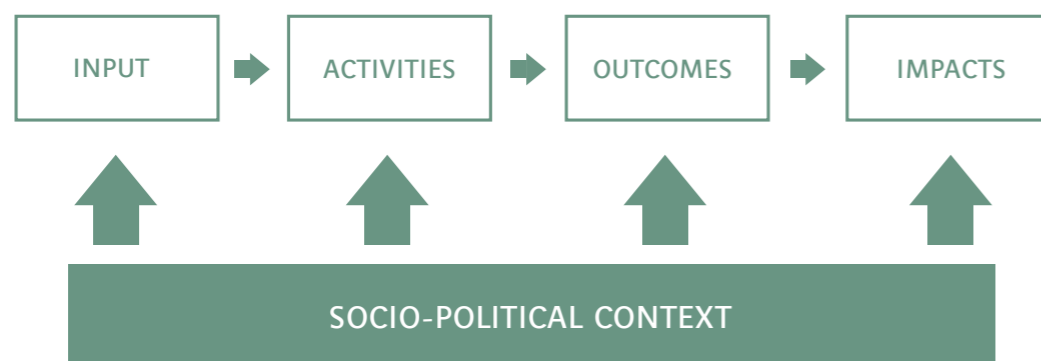 INPUT
ACTIVITIES
OUTCOMES
IMPACTS
SOCIO-POLITICAL CONTEXT